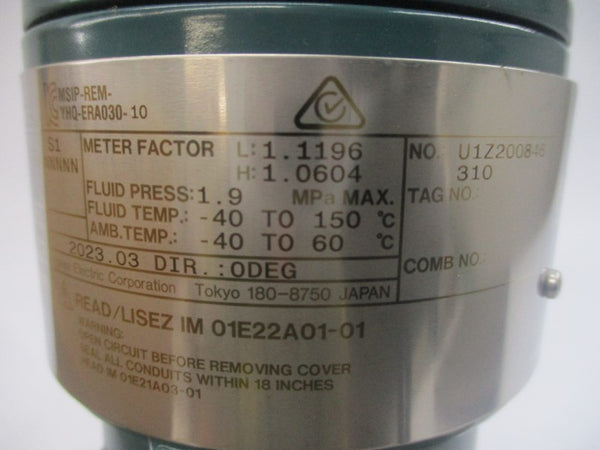 MSIP-REM-
YHQ-ERA030-10
S1
NNNN
METER FACTOR L: 1.1196
H: 1.0604
FLUID PRESS: 1.9 MPa MAX.
FLUID TEMP.: -40 TO 150 °C
AMB.TEMP.: -40 TO 60 °C
NO. U1Z200846
310
TAG NO.
COMB NO.
2023.03 DIR.:0DEG
Electric Corporation Tokyo 180-8750 JAPAN
READ/LISEZ IM 01E22A01-01
WARNING:
OPEN CIRCUIT BEFORE REMOVING COVER
SEAL ALL CONDUITS WITHIN 18 INCHES
READ IM 01E21A03-01